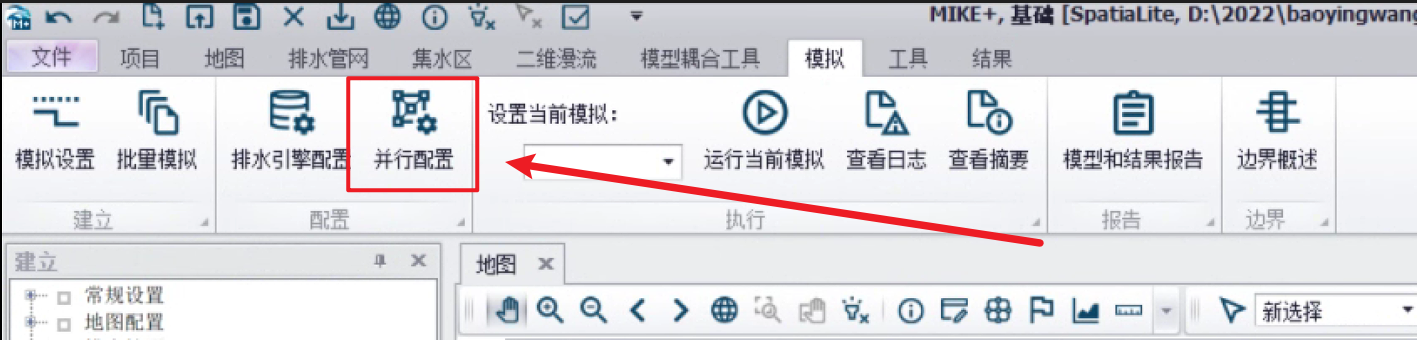 MIKE+, 基础 [SpatiaLite, D:\2022\baoyingwang
文件 项目 地图 排水管网 集水区 二维漫流 模型耦合工具 模拟 工具 结果
设置当前模拟：
模拟设置 批量模拟 排水引擎配置 并行配置 运行当前模拟 查看日志 查看摘要 模型和结果报告 边界概述
建立 配置 执行 报告 边界
建立 地图
常规设置
地图配置
新选择